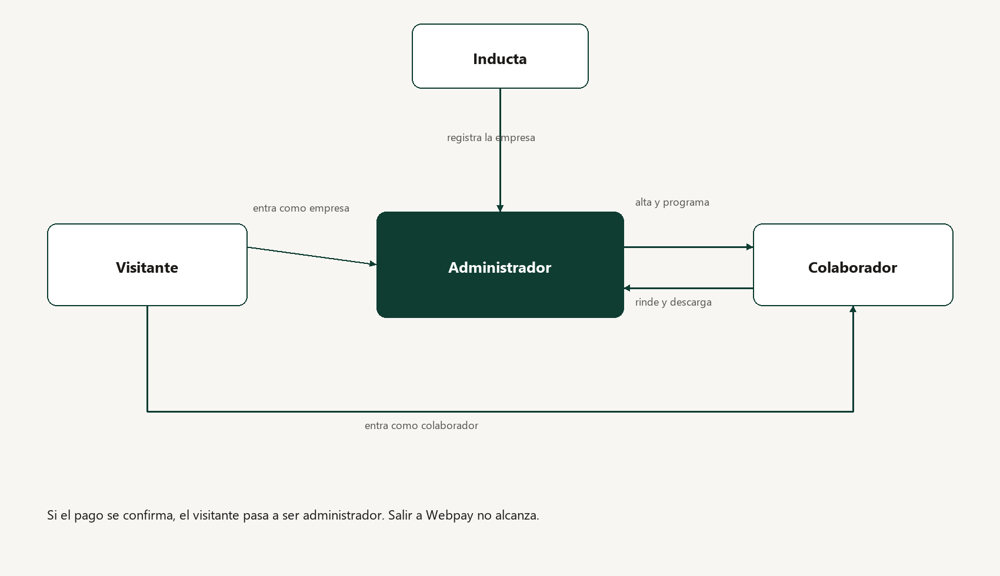 Inducta
registra la empresa
entra como empresa
alta y programa
Visitante
Administrador
Colaborador
rinde y descarga
entra como colaborador
Si el pago se confirma, el visitante pasa a ser administrador. Salir a Webpay no alcanza.